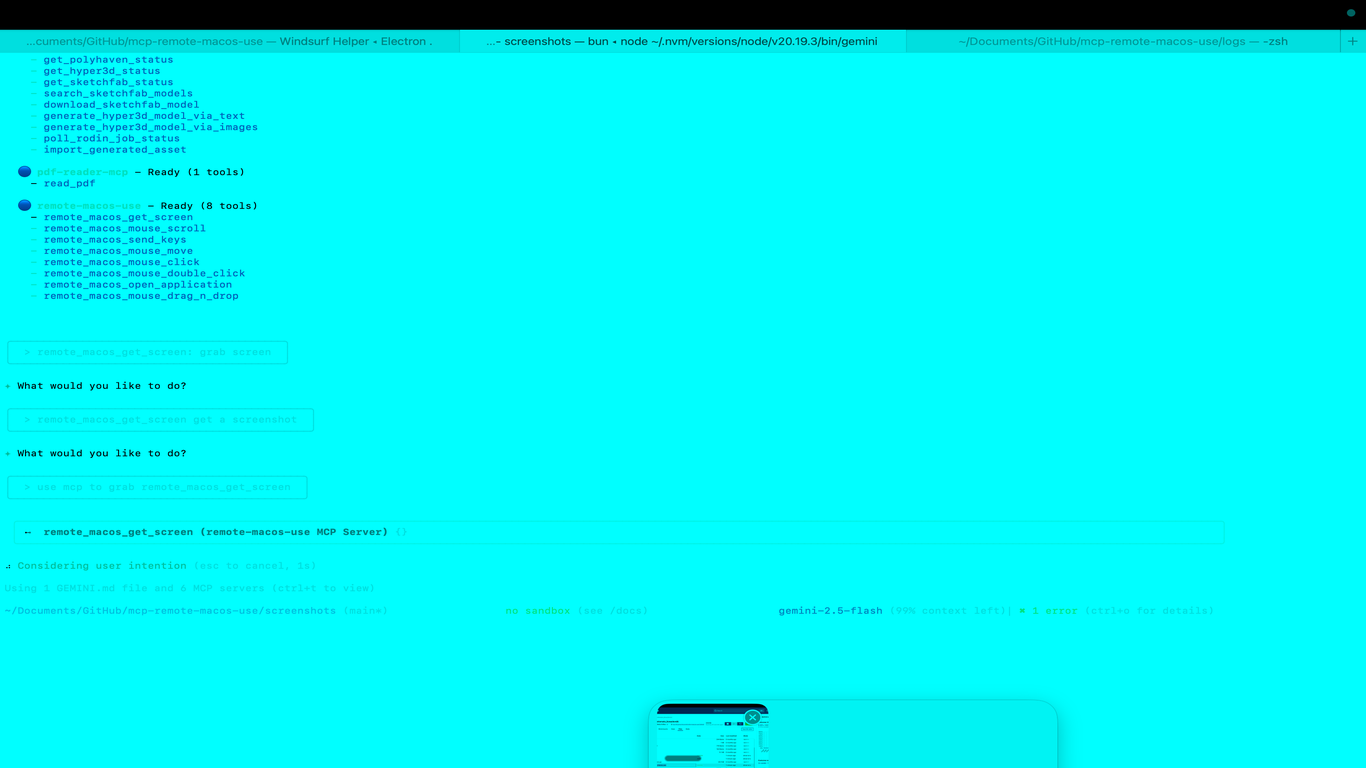 ...cuments/GitHub/mcp-remote-macos-use — Windsurf Helper • Electron .
...- screenshots — bun ◂ node ~/.nvm/versions/node/v20.19.3/bin/gemini
~/Documents/GitHub/mcp-remote-macos-use/logs — -zsh
+
- get_polyhaven_status
- get_hyper3d_status
- get_sketchfab_status
- search_sketchfab_models
- download_sketchfab_model
- generate_hyper3d_model_via_text
- generate_hyper3d_model_via_images
- poll_rodin_job_status
- import_generated_asset
pdf-reader-mcp - Ready (1 tools)
- read_pdf
remote-macos-use - Ready (8 tools)
- remote_macos_get_screen
- remote_macos_mouse_scroll
- remote_macos_send_keys
- remote_macos_mouse_move
- remote_macos_mouse_click
- remote_macos_mouse_double_click
- remote_macos_open_application
- remote_macos_mouse_drag_n_drop
> remote_macos_get_screen: grab screen
✦ What would you like to do?
> remote_macos_get_screen get a screenshot
✦ What would you like to do?
> use mcp to grab remote_macos_get_screen
remote_macos_get_screen (remote-macos-use MCP Server) {}
Considering user intention (esc to cancel, 1s)
Using 1 GEMINI.md file and 6 MCP servers (ctrl+t to view)
~/Documents/GitHub/mcp-remote-macos-use/screenshots (main*)
no sandbox (see /docs)
gemini-2.5-flash (99% context left)| ✖ 1 error (ctrl+o for details)